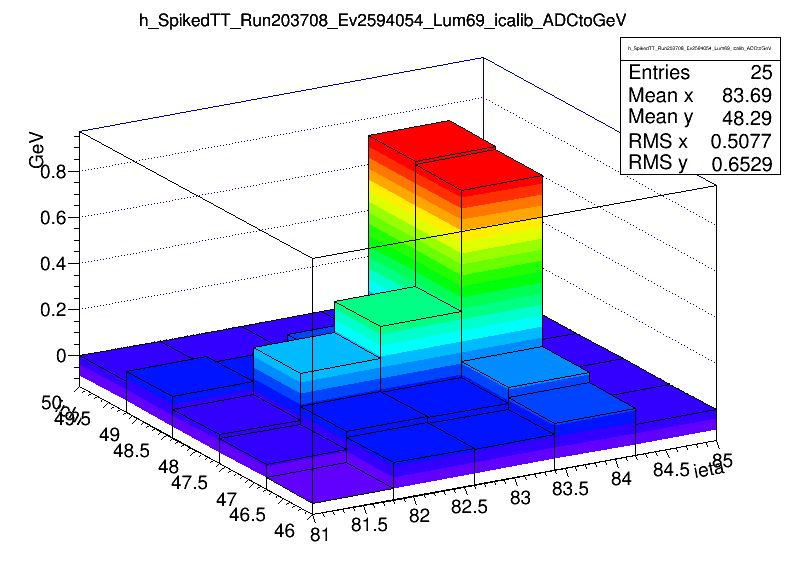 h_SpikedTT_Run203708_Ev2594054_Lum69_icalib_ADCtoGeV
h_SpikedTT_Run203708_Ev2594054_Lum69_icalib_ADCtoGeV
Entries 25
Mean x 83.69
Mean y 48.29
RMS x 0.5077
RMS y 0.6529
GeV
0.8
0.6
0.4
0.2
0
50
49.5
49
48.5
48
47.5
47
46.5
46
81
81.5
82
82.5
83
83.5
84
84.5
85
ieta